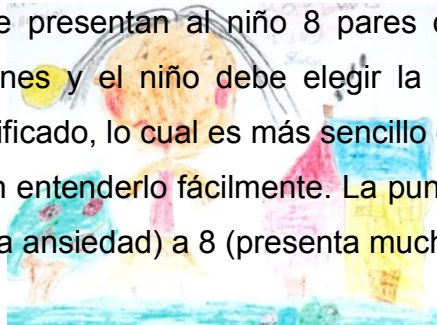 e presentan al niño 8 pares
nes y el niño debe elegir la
ificado, lo cual es más sencillo
n entenderlo fácilmente. La pun
a ansiedad) a 8 (presenta much